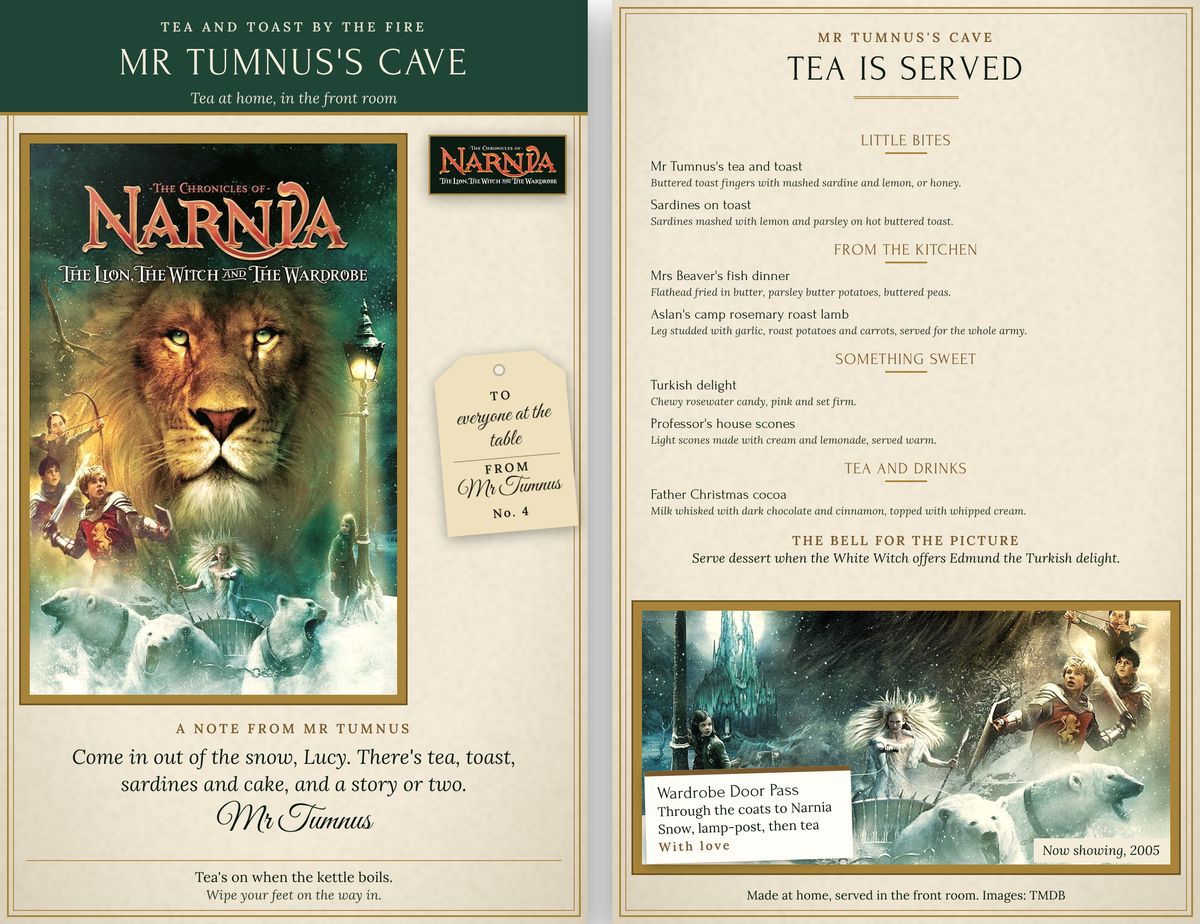 TEA AND TOAST BY THE FIRE
MR TUMNUS'S CAVE
Tea at home, in the front room
THE CHRONICLES OF
NARNIA
THE LION, THE WITCH AND THE WARDROBE
THE CHRONICLES OF
NARNIA
THE LION, THE WITCH AND THE WARDROBE
TO
everyone at the
table
FROM
Mr Tumnus
No. 4
A NOTE FROM MR TUMNUS
Come in out of the snow, Lucy. There's tea, toast,
sardines and cake, and a story or two.
Mr Tumnus
Tea's on when the kettle boils.
Wipe your feet on the way in.
MR TUMNUS'S CAVE
TEA IS SERVED
LITTLE BITES
Mr Tumnus's tea and toast
Buttered toast fingers with mashed sardine and lemon, or honey.
Sardines on toast
Sardines mashed with lemon and parsley on hot buttered toast.
FROM THE KITCHEN
Mrs Beaver's fish dinner
Flathead fried in butter, parsley butter potatoes, buttered peas.
Aslan's camp rosemary roast lamb
Leg studded with garlic, roast potatoes and carrots, served for the whole army.
SOMETHING SWEET
Turkish delight
Chewy rosewater candy, pink and set firm.
Professor's house scones
Light scones made with cream and lemonade, served warm.
TEA AND DRINKS
Father Christmas cocoa
Milk whisked with dark chocolate and cinnamon, topped with whipped cream.
THE BELL FOR THE PICTURE
Serve dessert when the White Witch offers Edmund the Turkish delight.
Wardrobe Door Pass
Through the coats to Narnia
Snow, lamp-post, then tea
With love
Now showing, 2005
Made at home, served in the front room. Images: TMDB